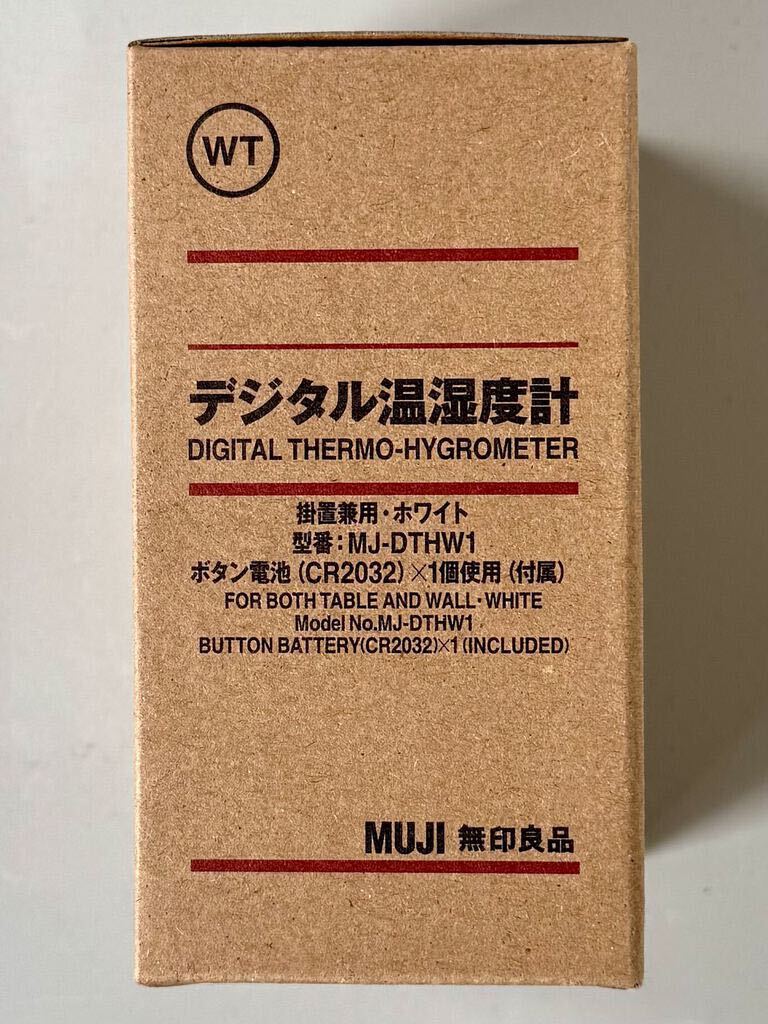 WT
デジタル温湿度計
DIGITAL THERMO-HYGROMETER
掛置兼用・ホワイト
型番：MJ-DTHW1
ボタン電池（CR2032）×1個使用（付属）
FOR BOTH TABLE AND WALL・WHITE
Model No.MJ-DTHW1
BUTTON BATTERY(CR2032)×1(INCLUDED)
MUJI 無印良品